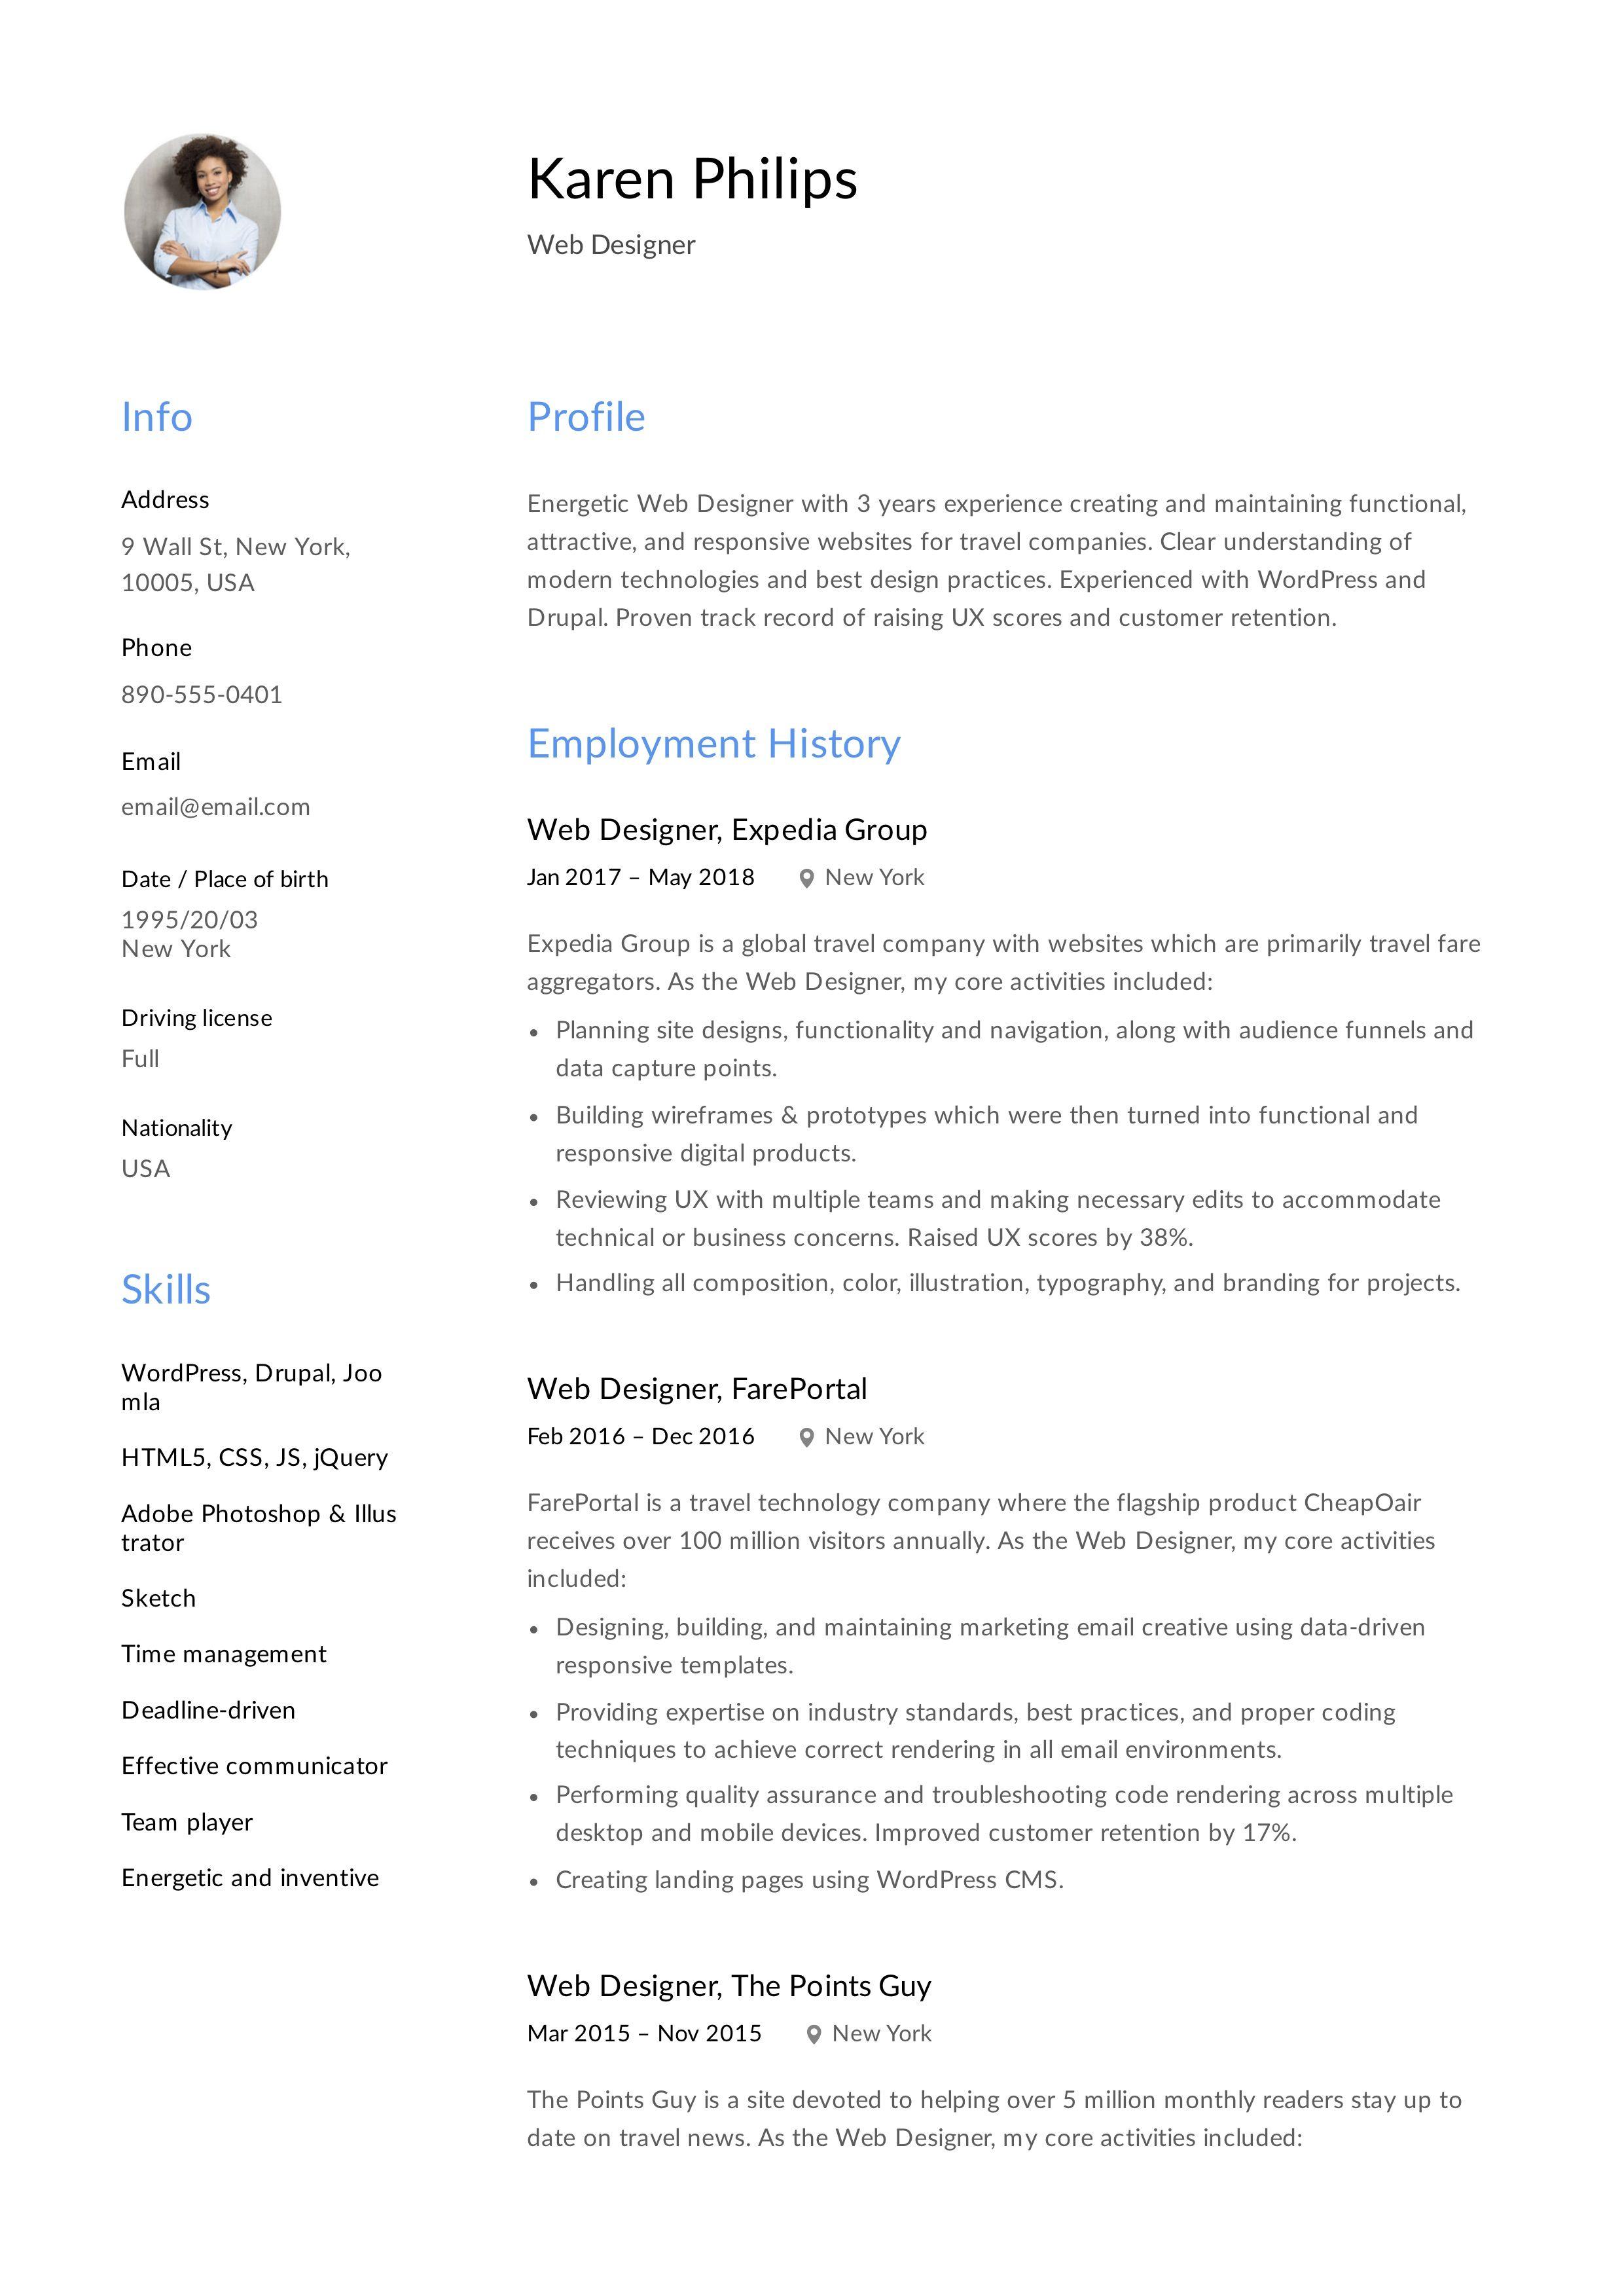 Karen Philips
Web Designer
Info
Address
9 Wall St, New York,
10005, USA
Phone
890-555-0401
Email
email@email.com
Date / Place of birth
1995/20/03
New York
Driving license
Full
Nationality
USA
Skills
WordPress, Drupal, Joo
mla
HTML5, CSS, JS, jQuery
Adobe Photoshop & Illus
trator
Sketch
Time management
Deadline-driven
Effective communicator
Team player
Energetic and inventive
Profile
Energetic Web Designer with 3 years experience creating and maintaining functional,
attractive, and responsive websites for travel companies. Clear understanding of
modern technologies and best design practices. Experienced with WordPress and
Drupal. Proven track record of raising UX scores and customer retention.
Employment History
Web Designer, Expedia Group
Jan 2017 – May 2018 New York
Expedia Group is a global travel company with websites which are primarily travel fare
aggregators. As the Web Designer, my core activities included:
• Planning site designs, functionality and navigation, along with audience funnels and
data capture points.
• Building wireframes & prototypes which were then turned into functional and
responsive digital products.
• Reviewing UX with multiple teams and making necessary edits to accommodate
technical or business concerns. Raised UX scores by 38%.
• Handling all composition, color, illustration, typography, and branding for projects.
Web Designer, FarePortal
Feb 2016 – Dec 2016 New York
FarePortal is a travel technology company where the flagship product CheapOair
receives over 100 million visitors annually. As the Web Designer, my core activities
included:
• Designing, building, and maintaining marketing email creative using data-driven
responsive templates.
• Providing expertise on industry standards, best practices, and proper coding
techniques to achieve correct rendering in all email environments.
• Performing quality assurance and troubleshooting code rendering across multiple
desktop and mobile devices. Improved customer retention by 17%.
• Creating landing pages using WordPress CMS.
Web Designer, The Points Guy
Mar 2015 – Nov 2015 New York
The Points Guy is a site devoted to helping over 5 million monthly readers stay up to
date on travel news. As the Web Designer, my core activities included: